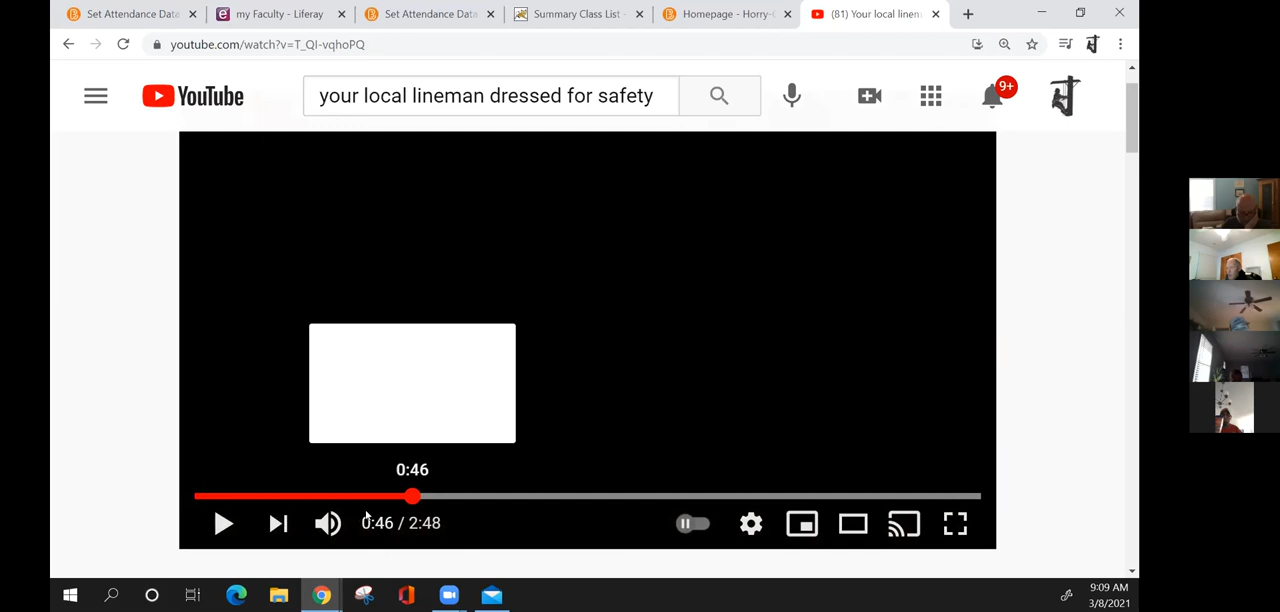 Set Attendance Data
my Faculty - Liferay
Set Attendance Data
Summary Class List -
Homepage - Horry-G
(81) Your local linem
youtube.com/watch?v=T_QI-vqhoPQ
YouTube
your local lineman dressed for safety
9+
0:46
0:46 / 2:48
9:09 AM
3/8/2021